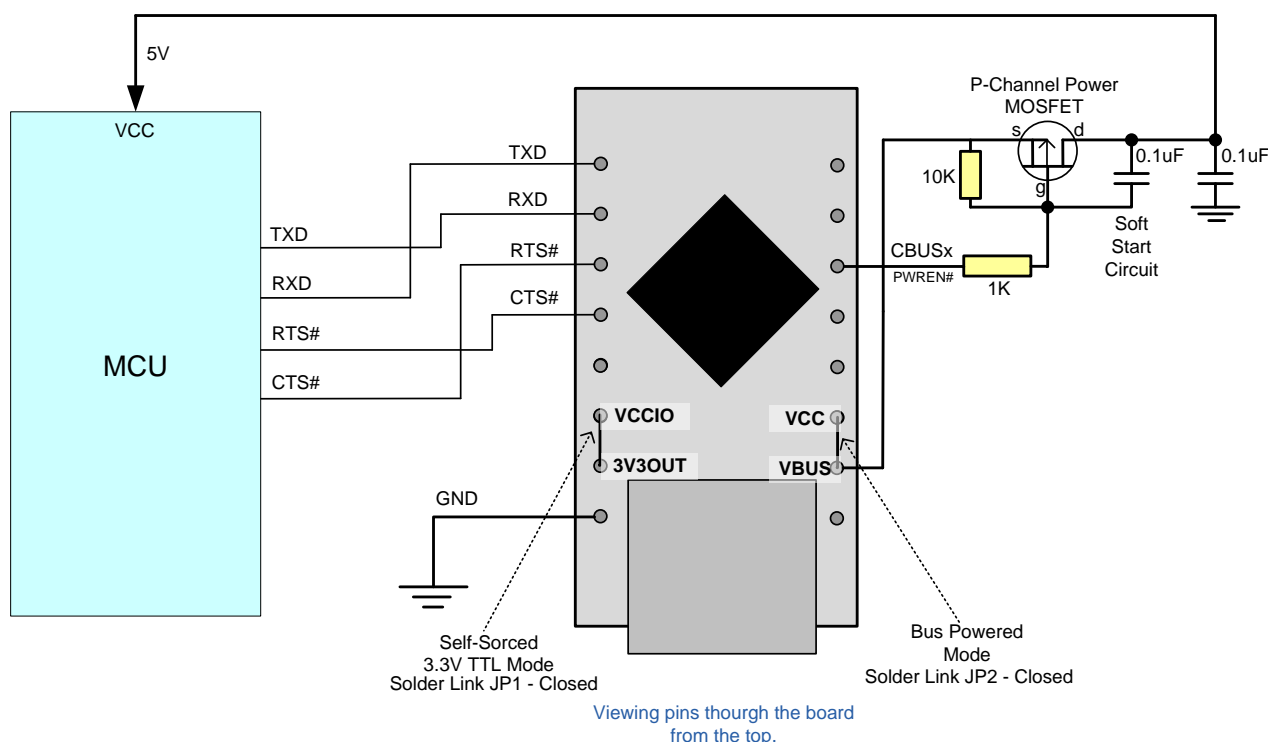 5V
VCC
MCU
TXD
RXD
RTS#
CTS#
TXD
RXD
RTS#
CTS#
VCCIO
3V3OUT
GND
VCC
VBUS
P-Channel Power
MOSFET
s
d
g
10K
0.1uF
0.1uF
Soft
Start
Circuit
CBUSx
PWREN#
1K
Self-Sorced
3.3V TTL Mode
Solder Link JP1 - Closed
Bus Powered
Mode
Solder Link JP2 - Closed
Viewing pins thourgh the board
from the top.